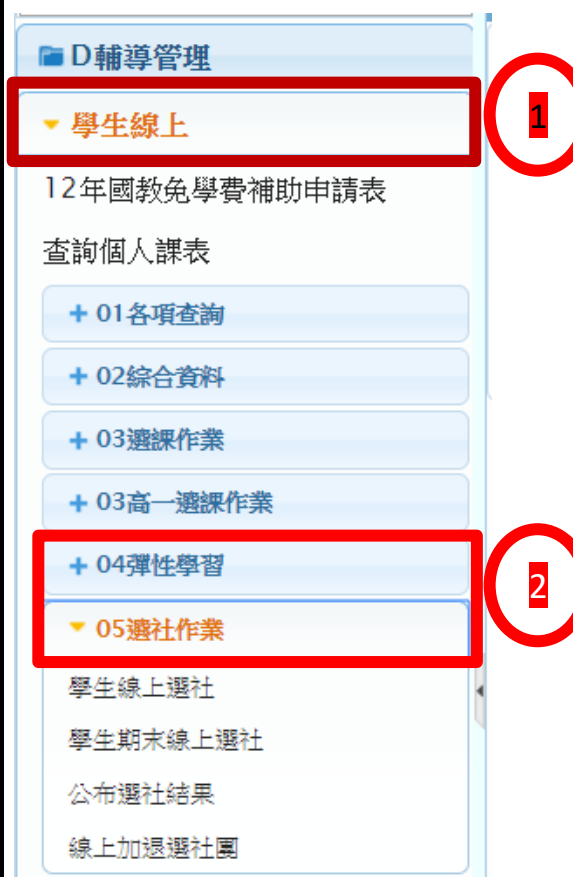 D輔導管理
學生線上
1
12年國教免學費補助申請表
查詢個人課表
01各項查詢
02綜合資料
03選課作業
03高一選課作業
04彈性學習
2
05選社作業
學生線上選社
學生期末線上選社
公布選社結果
線上加退選社團